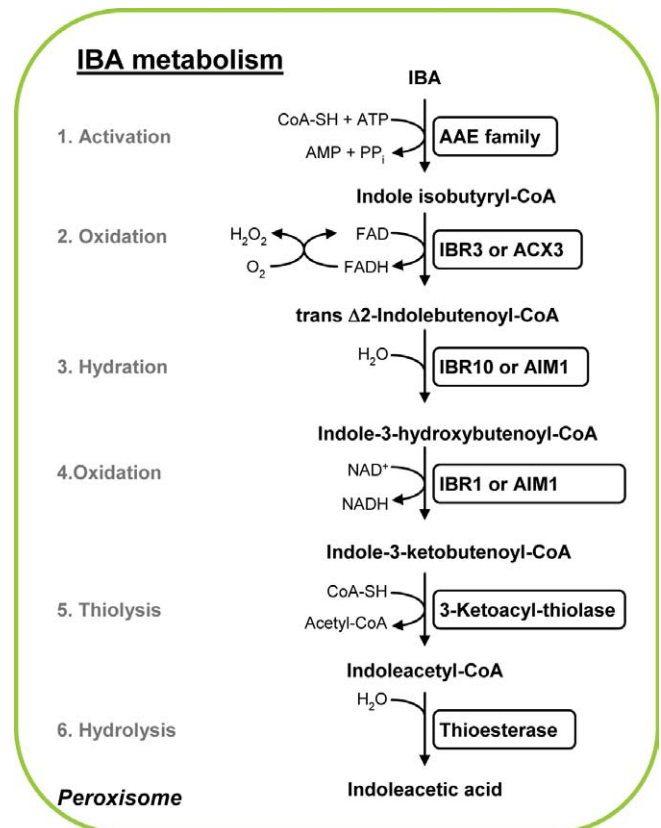 IBA metabolism
IBA
1. Activation
CoA-SH + ATP
AMP + PPi
AAE family
Indole isobutyryl-CoA
2. Oxidation
H2O2
O2
FAD
FADH
IBR3 or ACX3
trans Δ2-Indolebutenoyl-CoA
3. Hydration
H2O
IBR10 or AIM1
Indole-3-hydroxybutenoyl-CoA
4.Oxidation
NAD+
NADH
IBR1 or AIM1
Indole-3-ketobutenoyl-CoA
5. Thiolysis
CoA-SH
Acetyl-CoA
3-Ketoacyl-thiolase
Indoleacetyl-CoA
6. Hydrolysis
H2O
Thioesterase
Peroxisome
Indoleacetic acid